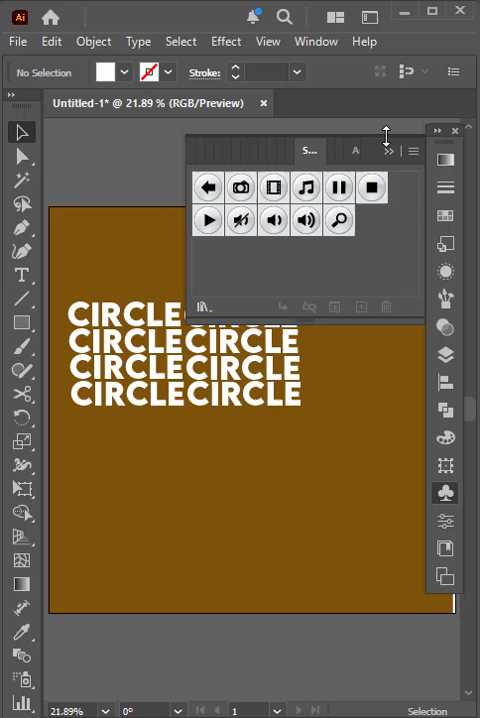 Ai
File Edit Object Type Select Effect View Window Help
No Selection Stroke:
Untitled-1* @ 21.89 % (RGB/Preview) ×
S... A
CIRCLECIRCLE
CIRCLECIRCLE
CIRCLECIRCLE
CIRCLECIRCLE
21.89% 0° 1 Selection